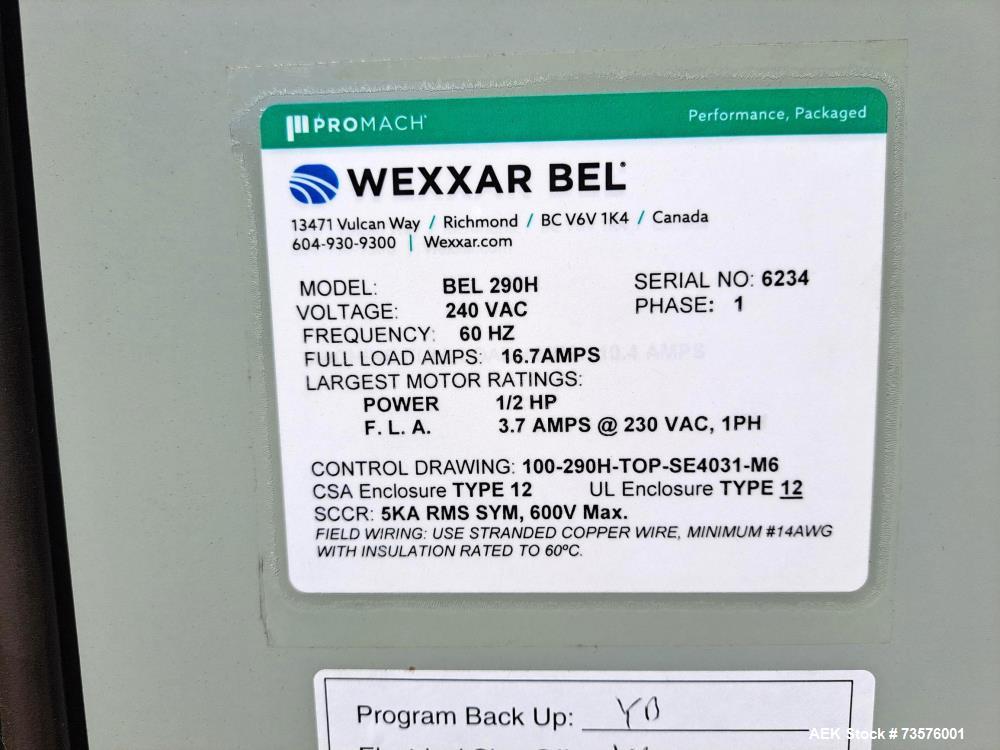 PROMACH
Performance, Packaged
WEXXAR BEL
13471 Vulcan Way / Richmond / BC V6V 1K4 / Canada
604-930-9300 | Wexxar.com
MODEL: BEL 290H SERIAL NO: 6234
VOLTAGE: 240 VAC PHASE: 1
FREQUENCY: 60 HZ
FULL LOAD AMPS: 16.7AMPS 10.4 AMPS
LARGEST MOTOR RATINGS:
POWER 1/2 HP
F. L. A. 3.7 AMPS @ 230 VAC, 1PH
CONTROL DRAWING: 100-290H-TOP-SE4031-M6
CSA Enclosure TYPE 12 UL Enclosure TYPE 12
SCCR: 5KA RMS SYM, 600V Max.
FIELD WIRING: USE STRANDED COPPER WIRE, MINIMUM #14AWG
WITH INSULATION RATED TO 60ºC.
Program Back Up: YB
AEK Stock # 73576001